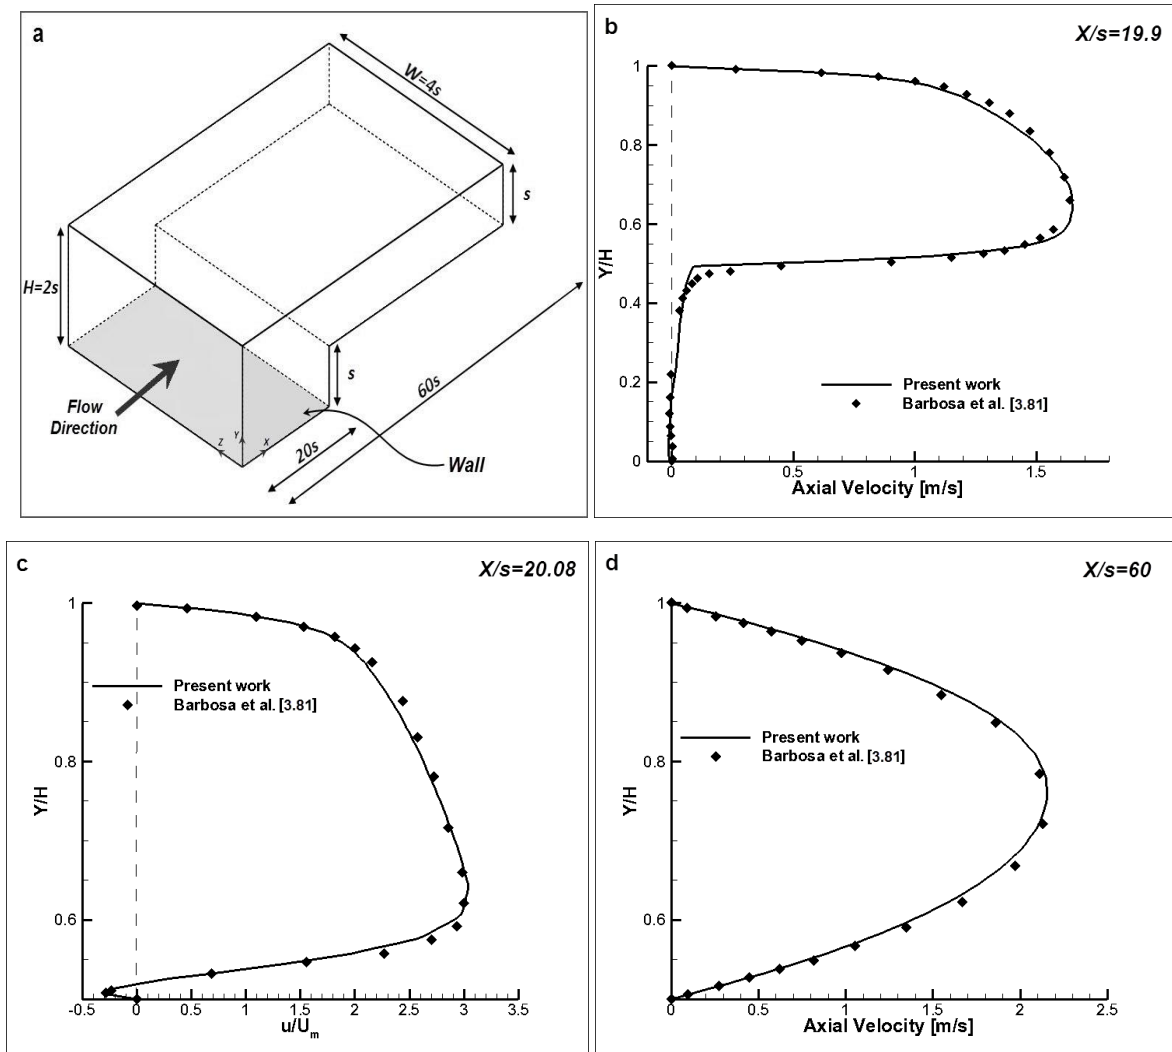 a
W=4s
s
H=2s
s
60s
Flow
Direction
Z
Y
X
20s
Wall
b
X/s=19.9
1
0.8
0.6
Y/H
0.4
0.2
Present work
Barbosa et al. [3.81]
0
0
0.5
1
1.5
Axial Velocity [m/s]
c
X/s=20.08
1
Present work
Barbosa et al. [3.81]
0.8
Y/H
0.6
-0.5
0
0.5
1
1.5
2
2.5
3
3.5
u/Um
d
X/s=60
1
Present work
Barbosa et al. [3.81]
0.8
Y/H
0.6
0
0.5
1
1.5
2
2.5
Axial Velocity [m/s]